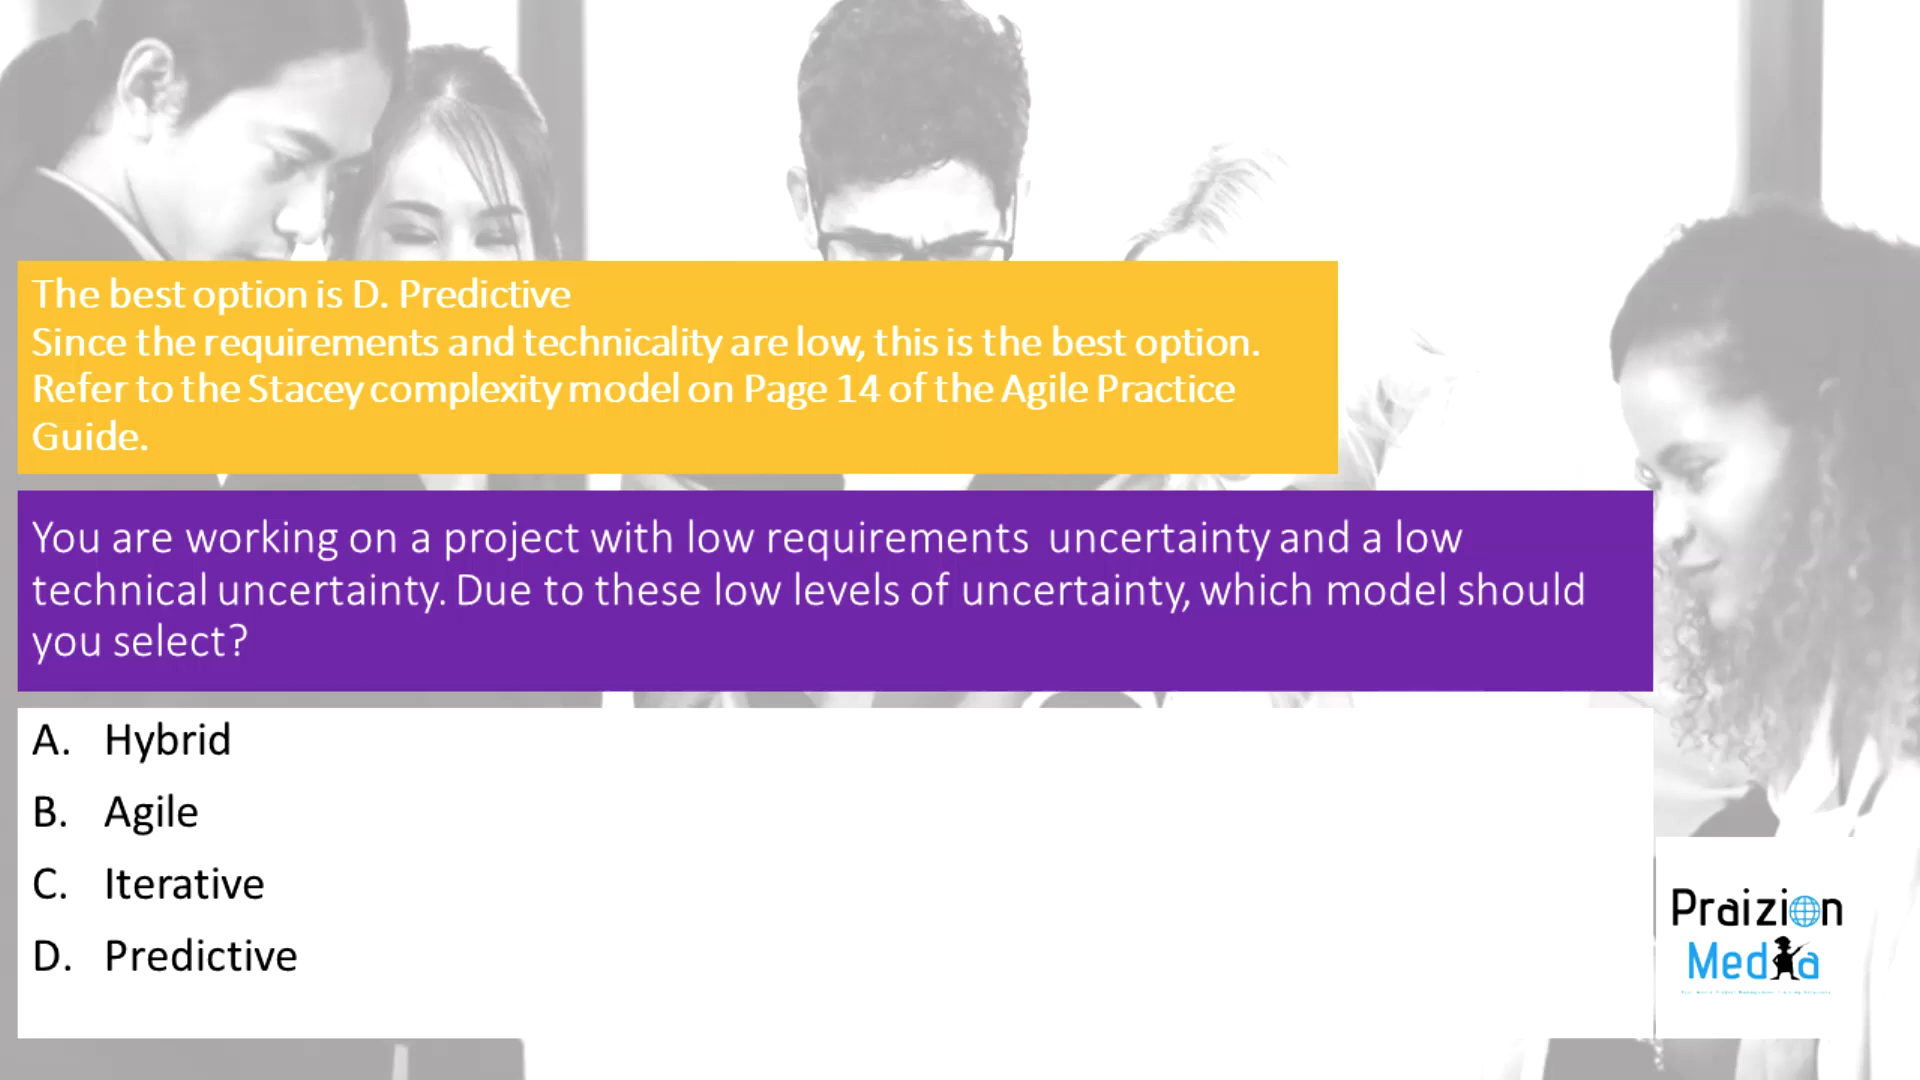 The best option is D. Predictive
Since the requirements and technicality are low, this is the best option.
Refer to the Stacey complexity model on Page 14 of the Agile Practice
Guide.
You are working on a project with low requirements uncertainty and a low
technical uncertainty. Due to these low levels of uncertainty, which model should
you select?
A. Hybrid
B. Agile
C. Iterative
D. Predictive
Praizion
Media